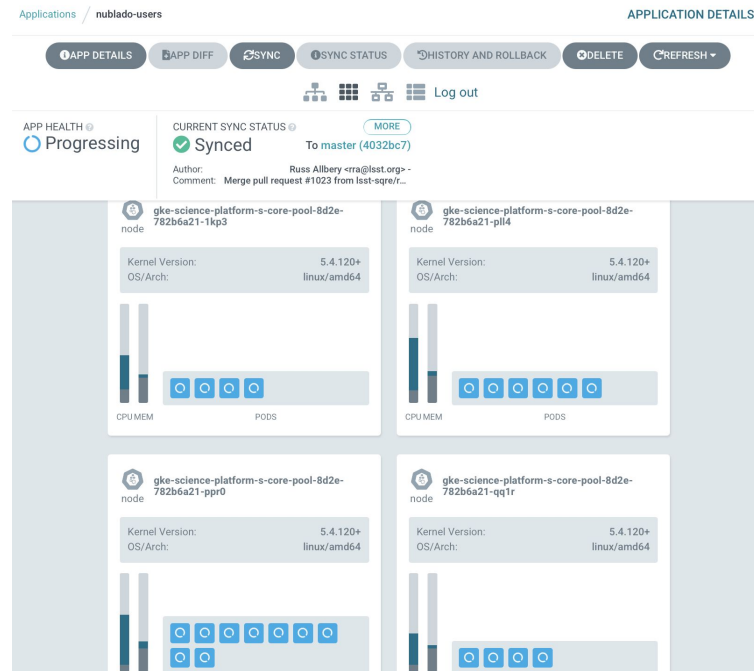 Applications / nublado-users
APPLICATION DETAILS
APP DETAILS
APP DIFF
SYNC
SYNC STATUS
HISTORY AND ROLLBACK
DELETE
REFRESH
Log out
APP HEALTH
Progressing
CURRENT SYNC STATUS
MORE
Synced
To master (4032bc7)
Author: Russ Allbery <rra@lsst.org> -
Comment: Merge pull request #1023 from lsst-sqre/r...
node
gke-science-platform-s-core-pool-8d2e-
782b6a21-1kp3
Kernel Version: 5.4.120+
OS/Arch: linux/amd64
CPU MEM
PODS
node
gke-science-platform-s-core-pool-8d2e-
782b6a21-pll4
Kernel Version: 5.4.120+
OS/Arch: linux/amd64
CPU MEM
PODS
node
gke-science-platform-s-core-pool-8d2e-
782b6a21-ppr0
Kernel Version: 5.4.120+
OS/Arch: linux/amd64
node
gke-science-platform-s-core-pool-8d2e-
782b6a21-qq1r
Kernel Version: 5.4.120+
OS/Arch: linux/amd64